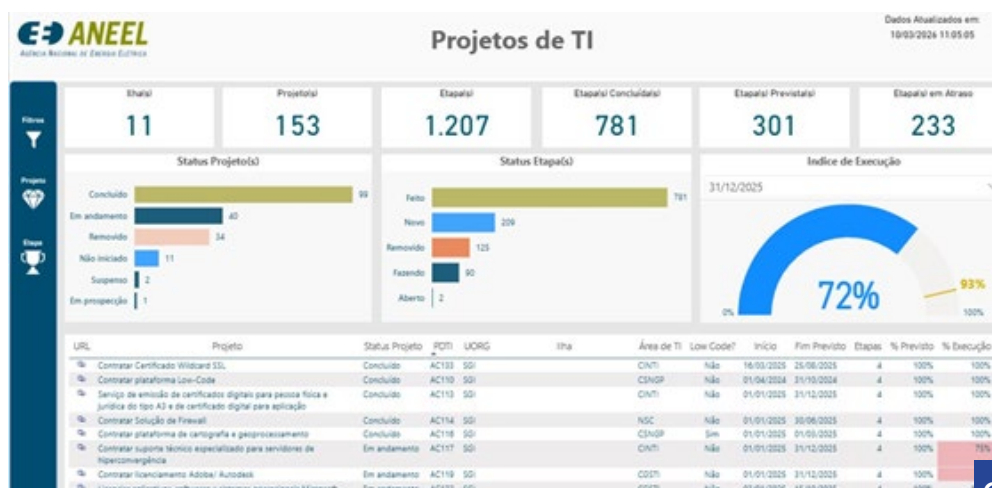 ANEEL
AGÊNCIA NACIONAL DE ENERGIA ELÉTRICA
Projetos de TI
Dados Atualizados em:
10/03/2026 11:05:05
Filtros
Projeto
Etapa
Ilha(s)
11
Projeto(s)
153
Etapa(s)
1.207
Etapa(s) Concluída(s)
781
Etapa(s) Prevista(s)
301
Etapa(s) em Atraso
233
Status Projeto(s)
Concluído 99
Em andamento 40
Removido 34
Não iniciado 11
Suspenso 2
Em prospecção 1
Status Etapa(s)
Feito 781
Novo 209
Removido 125
Fazendo 90
Aberto 2
Indice de Execução
31/12/2025
72%
93%
0%
100%
URL Projeto Status Projeto PDTI UORG Ilha Área de TI Low Code? Início Fim Previsto Etapas % Previsto % Execução
Contratar Certificado Wildcard SSL Concluído AC133 SGI CINTI Não 16/03/2025 25/08/2025 4 100% 100%
Contratar plataforma Low-Code Concluído AC110 SGI CSNGP Não 01/04/2024 31/10/2024 4 100% 100%
Serviço de emissão de certificados digitais para pessoa física e Concluído AC113 SGI CINTI Não 01/01/2025 31/12/2025 4 100% 100%
jurídica do tipo A3 e de certificado digital para aplicação
Contratar Solução de Firewall Concluído AC114 SGI NSC Não 01/01/2025 30/06/2025 4 100% 100%
Contratar plataforma de cartografia e geoprocessamento Concluído AC116 SGI CSNGP Sim 01/01/2025 01/03/2025 4 100% 100%
Contratar suporte técnico especializado para servidores de Em andamento AC117 SGI CINTI Não 01/01/2025 31/12/2025 4 100% 75%
hiperconvergência
Contratar licenciamento Adobe/ Autodesk Em andamento AC119 SGI COSTI Não 01/01/2025 31/12/2025 4 100%